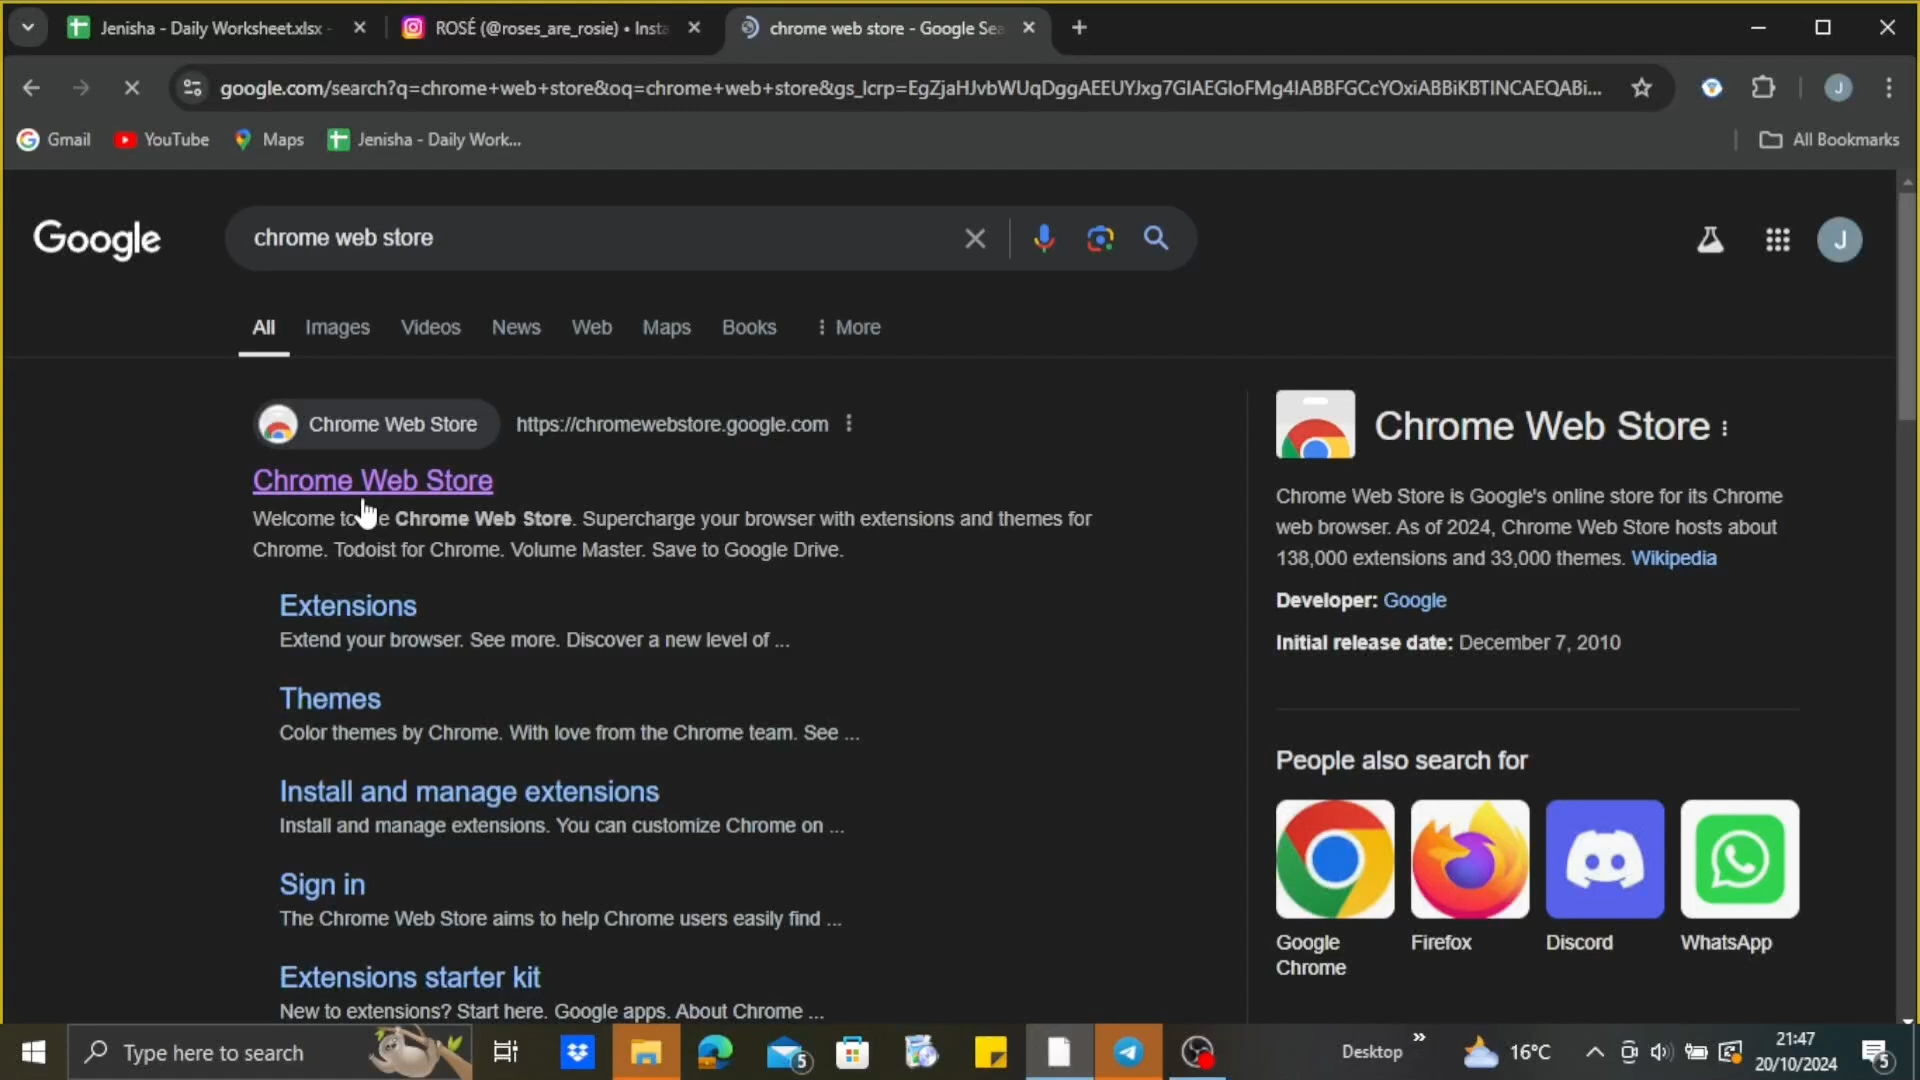 Jenisha - Daily Worksheet.xlsx -
ROSÉ (@roses_are_rosie) • Insta
chrome web store - Google Sea
google.com/search?q=chrome+web+store&oq=chrome+web+store&gs_lcrp=EgZjaHJvbWUqDggAEEUYJxg7GIAEGIoFMg4IABBFGCcYOxiABBiKBTINCAEQABi...
J
Gmail
YouTube
Maps
Jenisha - Daily Work...
All Bookmarks
Google
chrome web store
J
All
Images
Videos
News
Web
Maps
Books
More
Chrome Web Store
https://chromewebstore.google.com
Chrome Web Store
Welcome to e Chrome Web Store. Supercharge your browser with extensions and themes for
Chrome. Todoist for Chrome. Volume Master. Save to Google Drive.
Extensions
Extend your browser. See more. Discover a new level of ...
Themes
Color themes by Chrome. With love from the Chrome team. See ...
Install and manage extensions
Install and manage extensions. You can customize Chrome on ...
Sign in
The Chrome Web Store aims to help Chrome users easily find ...
Extensions starter kit
New to extensions? Start here. Google apps. About Chrome ...
Chrome Web Store
Chrome Web Store is Google's online store for its Chrome
web browser. As of 2024, Chrome Web Store hosts about
138,000 extensions and 33,000 themes. Wikipedia
Developer: Google
Initial release date: December 7, 2010
People also search for
Google
Chrome
Firefox
Discord
WhatsApp
Type here to search
5
Desktop
16°C
21:47
20/10/2024
5